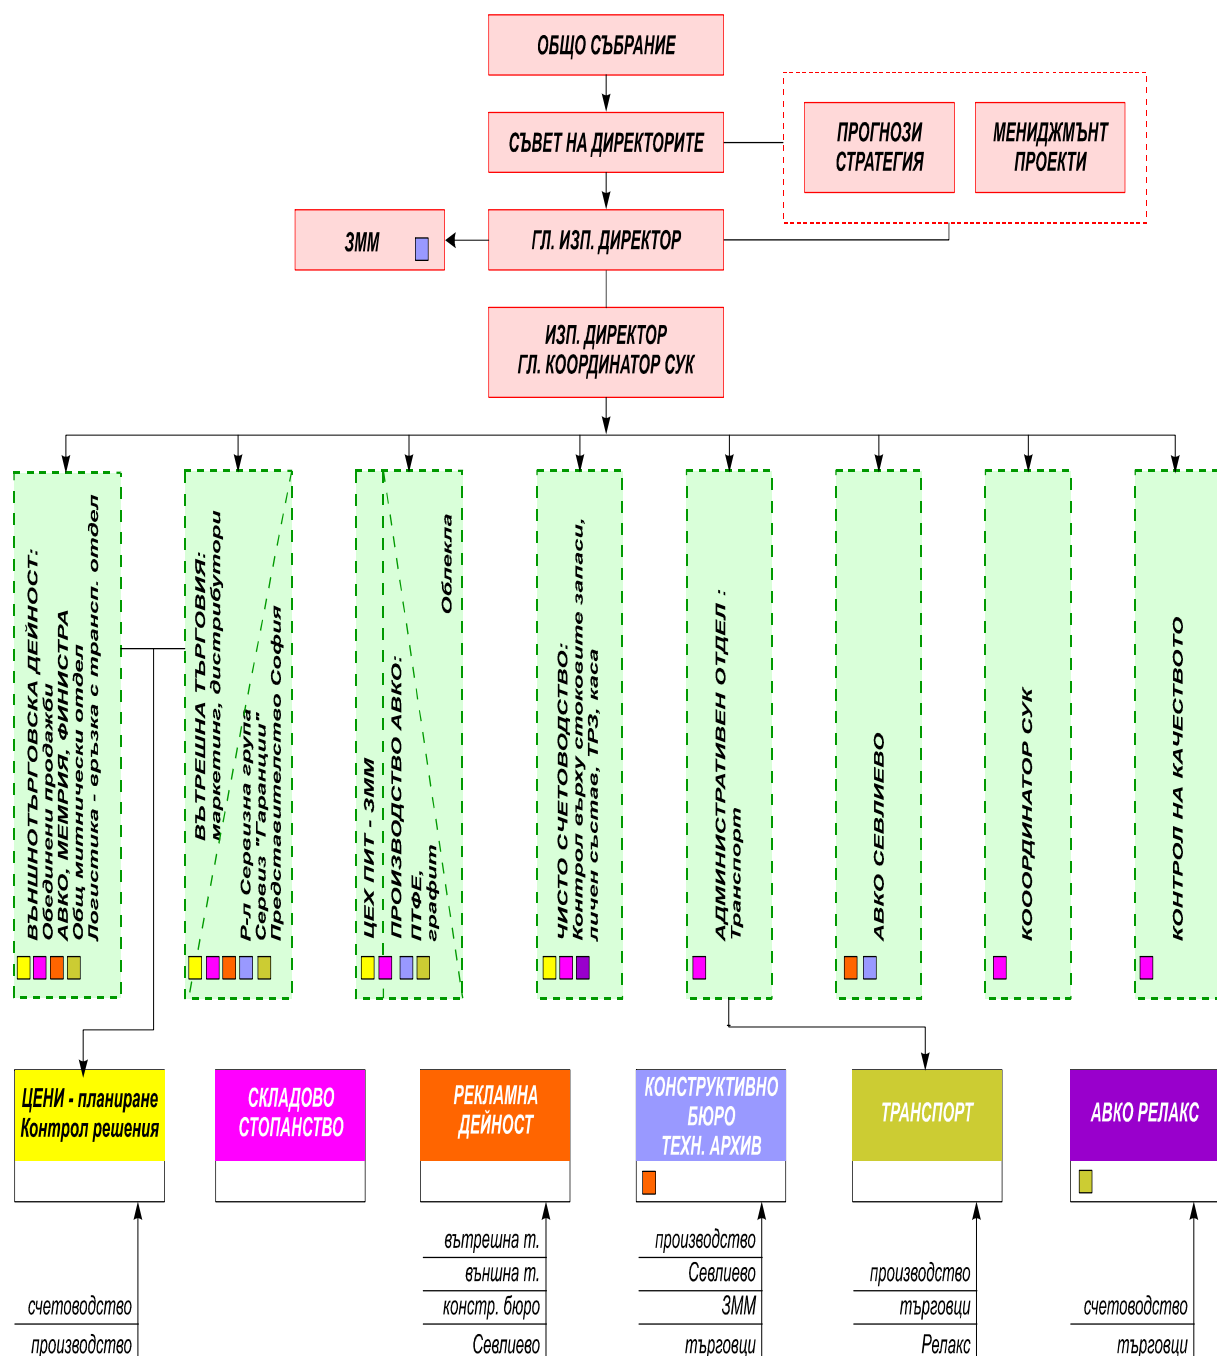 ОБЩО СЪБРАНИЕ
СЪВЕТ НА ДИРЕКТОРИТЕ
ПРОГНОЗИ
СТРАТЕГИЯ
МЕНИДЖМЪНТ
ПРОЕКТИ
ЗММ
ГЛ. ИЗП. ДИРЕКТОР
ИЗП. ДИРЕКТОР
ГЛ. КООРДИНАТОР СУК
ВЪНШНОТЪРГОВСКА ДЕЙНОСТ:
Обединени продажби
АВКО, МЕМРИЯ, ФИНИСТРА
Общ митнически отдел
Логистика - връзка с трансп. отдел
ВЪТРЕШНА ТЪРГОВИЯ:
маркетинг, дистрибутори
Р-л Сервизна група
Сервиз "Гаранции"
Представителство София
ЦЕХ ПИТ - ЗММ
ПРОИЗВОДСТВО АВКО:
ПТФЕ,
графит
Облекла
ЧИСТО СЧЕТОВОДСТВО:
Контрол върху стоковите запаси,
личен състав, ТРЗ, каса
АДМИНИСТРАТИВЕН ОТДЕЛ :
Транспорт
АВКО СЕВЛИЕВО
КООРДИНАТОР СУК
КОНТРОЛ НА КАЧЕСТВОТО
ЦЕНИ - планиране
Контрол решения
СКЛАДОВО
СТОПАНСТВО
РЕКЛАМНА
ДЕЙНОСТ
КОНСТРУКТИВНО
БЮРО
ТЕХН. АРХИВ
ТРАНСПОРТ
АВКО РЕЛАКС
счетоводство
производство
вътрешна т.
външна т.
констр. бюро
Севлиево
производство
Севлиево
ЗММ
търговци
производство
търговци
Релакс
счетоводство
търговци